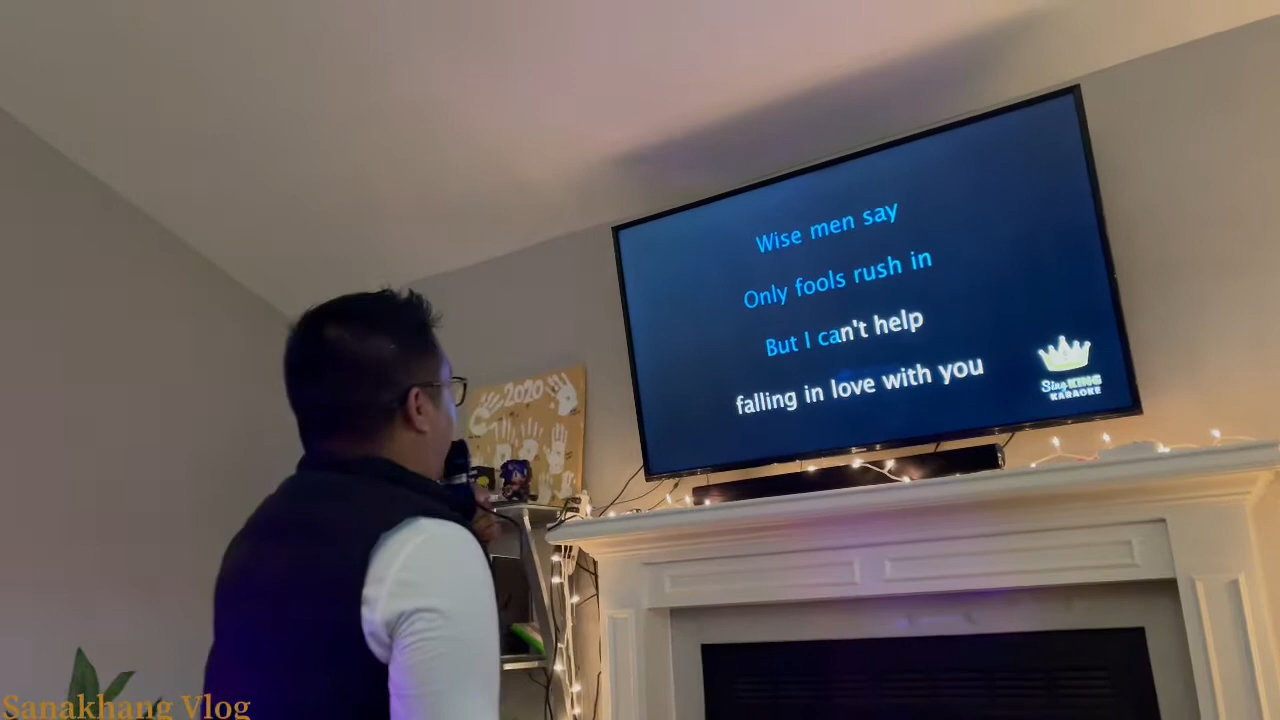 Wise men say
Only fools rush in
But I can't help
falling in love with you
Sing KING
KARAOKE
2020
Sanakhang Vlog